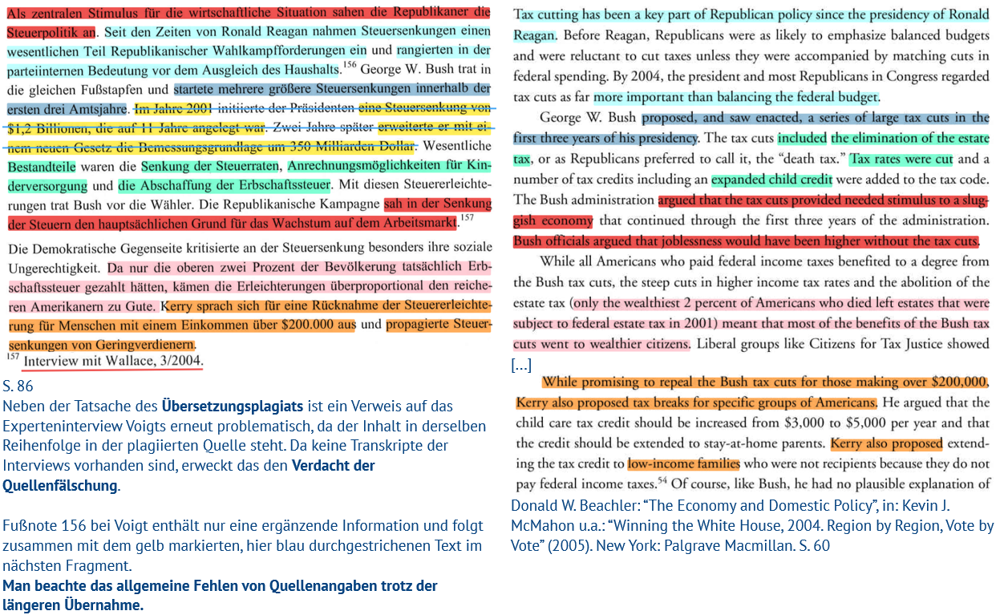 Als zentralen Stimulus für die wirtschaftliche Situation sahen die Republikaner die
Steuerpolitik an. Seit den Zeiten von Ronald Reagan nahmen Steuersenkungen einen
wesentlichen Teil Republikanischer Wahlkampfforderungen ein und rangierten in der
parteiinternen Bedeutung vor dem Ausgleich des Haushalts.156 George W. Bush trat in
die gleichen Fußstapfen und startete mehrere größere Steuersenkungen innerhalb der
ersten drei Amtsjahre. Im Jahre 2001 initiierte der Präsidenten eine Steuersenkung von
$1,2 Billionen, die auf 11 Jahre angelegt war. Zwei Jahre später erweiterte er mit ei-
nem neuen Gesetz die Bemessungsgrundlage um 350 Milliarden Dollar. Wesentliche
Bestandteile waren die Senkung der Steuerraten, Anrechnungsmöglichkeiten für Kin-
derversorgung und die Abschaffung der Erbschaftssteuer. Mit diesen Steuererleichte-
rungen trat Bush vor die Wähler. Die Republikanische Kampagne sah in der Senkung
der Steuern den hauptsächlichen Grund für das Wachstum auf dem Arbeitsmarkt.157
Die Demokratische Gegenseite kritisierte an der Steuersenkung besonders ihre soziale
Ungerechtigkeit. Da nur die oberen zwei Prozent der Bevölkerung tatsächlich Erb-
schaftssteuer gezahlt hätten, kämen die Erleichterungen überproportional den reiche-
ren Amerikanern zu Gute. Kerry sprach sich für eine Rücknahme der Steuererleichte-
rung für Menschen mit einem Einkommen über $200.000 aus und propagierte Steuer-
senkungen von Geringverdienern.
157 Interview mit Wallace, 3/2004.
S. 86
Neben der Tatsache des Übersetzungsplagiats ist ein Verweis auf das
Experteninterview Voigts erneut problematisch, da der Inhalt in derselben
Reihenfolge in der plagiierten Quelle steht. Da keine Transkripte der
Interviews vorhanden sind, erweckt das den Verdacht der
Quellenfälschung.
Fußnote 156 bei Voigt enthält nur eine ergänzende Information und folgt
zusammen mit dem gelb markierten, hier blau durchgestrichenen Text im
nächsten Fragment.
Man beachte das allgemeine Fehlen von Quellenangaben trotz der
längeren Übernahme.
Tax cutting has been a key part of Republican policy since the presidency of Ronald
Reagan. Before Reagan, Republicans were as likely to emphasize balanced budgets
and were reluctant to cut taxes unless they were accompanied by matching cuts in
federal spending. By 2004, the president and most Republicans in Congress regarded
tax cuts as far more important than balancing the federal budget.
George W. Bush proposed, and saw enacted, a series of large tax cuts in the
first three years of his presidency. The tax cuts included the elimination of the estate
tax, or as Republicans preferred to call it, the “death tax.” Tax rates were cut and a
number of tax credits including an expanded child credit were added to the tax code.
The Bush administration argued that the tax cuts provided needed stimulus to a slug-
gish economy that continued through the first three years of the administration.
Bush officials argued that joblessness would have been higher without the tax cuts.
While all Americans who paid federal income taxes benefited to a degree from
the Bush tax cuts, the steep cuts in higher income tax rates and the abolition of the
estate tax (only the wealthiest 2 percent of Americans who died left estates that were
subject to federal estate tax in 2001) meant that most of the benefits of the Bush tax
cuts went to wealthier citizens. Liberal groups like Citizens for Tax Justice showed
[...]
While promising to repeal the Bush tax cuts for those making over $200,000,
Kerry also proposed tax breaks for specific groups of Americans. He argued that the
child care tax credit should be increased from $3,000 to $5,000 per year and that
the credit should be extended to stay-at-home parents. Kerry also proposed extend-
ing the tax credit to low-income families who were not recipients because they do not
pay federal income taxes.54 Of course, like Bush, he had no plausible explanation of
Donald W. Beachler: “The Economy and Domestic Policy”, in: Kevin J.
McMahon u.a.: “Winning the White House, 2004. Region by Region, Vote by
Vote” (2005). New York: Palgrave Macmillan. S. 60